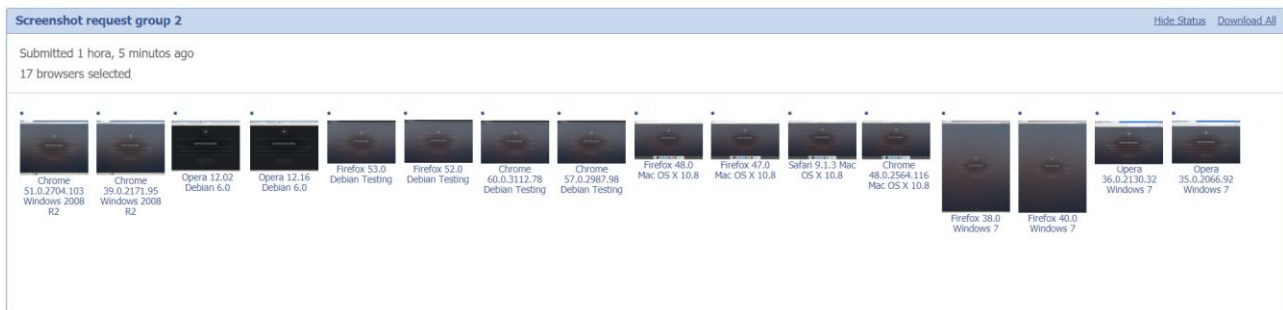 Screenshot request group 2
Hide Status Download All
Submitted 1 hora, 5 minutos ago
17 browsers selected
Chrome
51.0.2704.103
Windows 2008
R2
Chrome
39.0.2171.95
Windows 2008
R2
Opera 12.02
Debian 6.0
Opera 12.16
Debian 6.0
Firefox 53.0
Debian Testing
Firefox 52.0
Debian Testing
Chrome
60.0.3112.78
Debian Testing
Chrome
57.0.2987.98
Debian Testing
Firefox 48.0
Mac OS X 10.8
Firefox 47.0
Mac OS X 10.8
Safari 9.1.3 Mac
OS X 10.8
Chrome
48.0.2564.116
Mac OS X 10.8
Firefox 38.0
Windows 7
Firefox 40.0
Windows 7
Opera
36.0.2130.32
Windows 7
Opera
35.0.2066.92
Windows 7